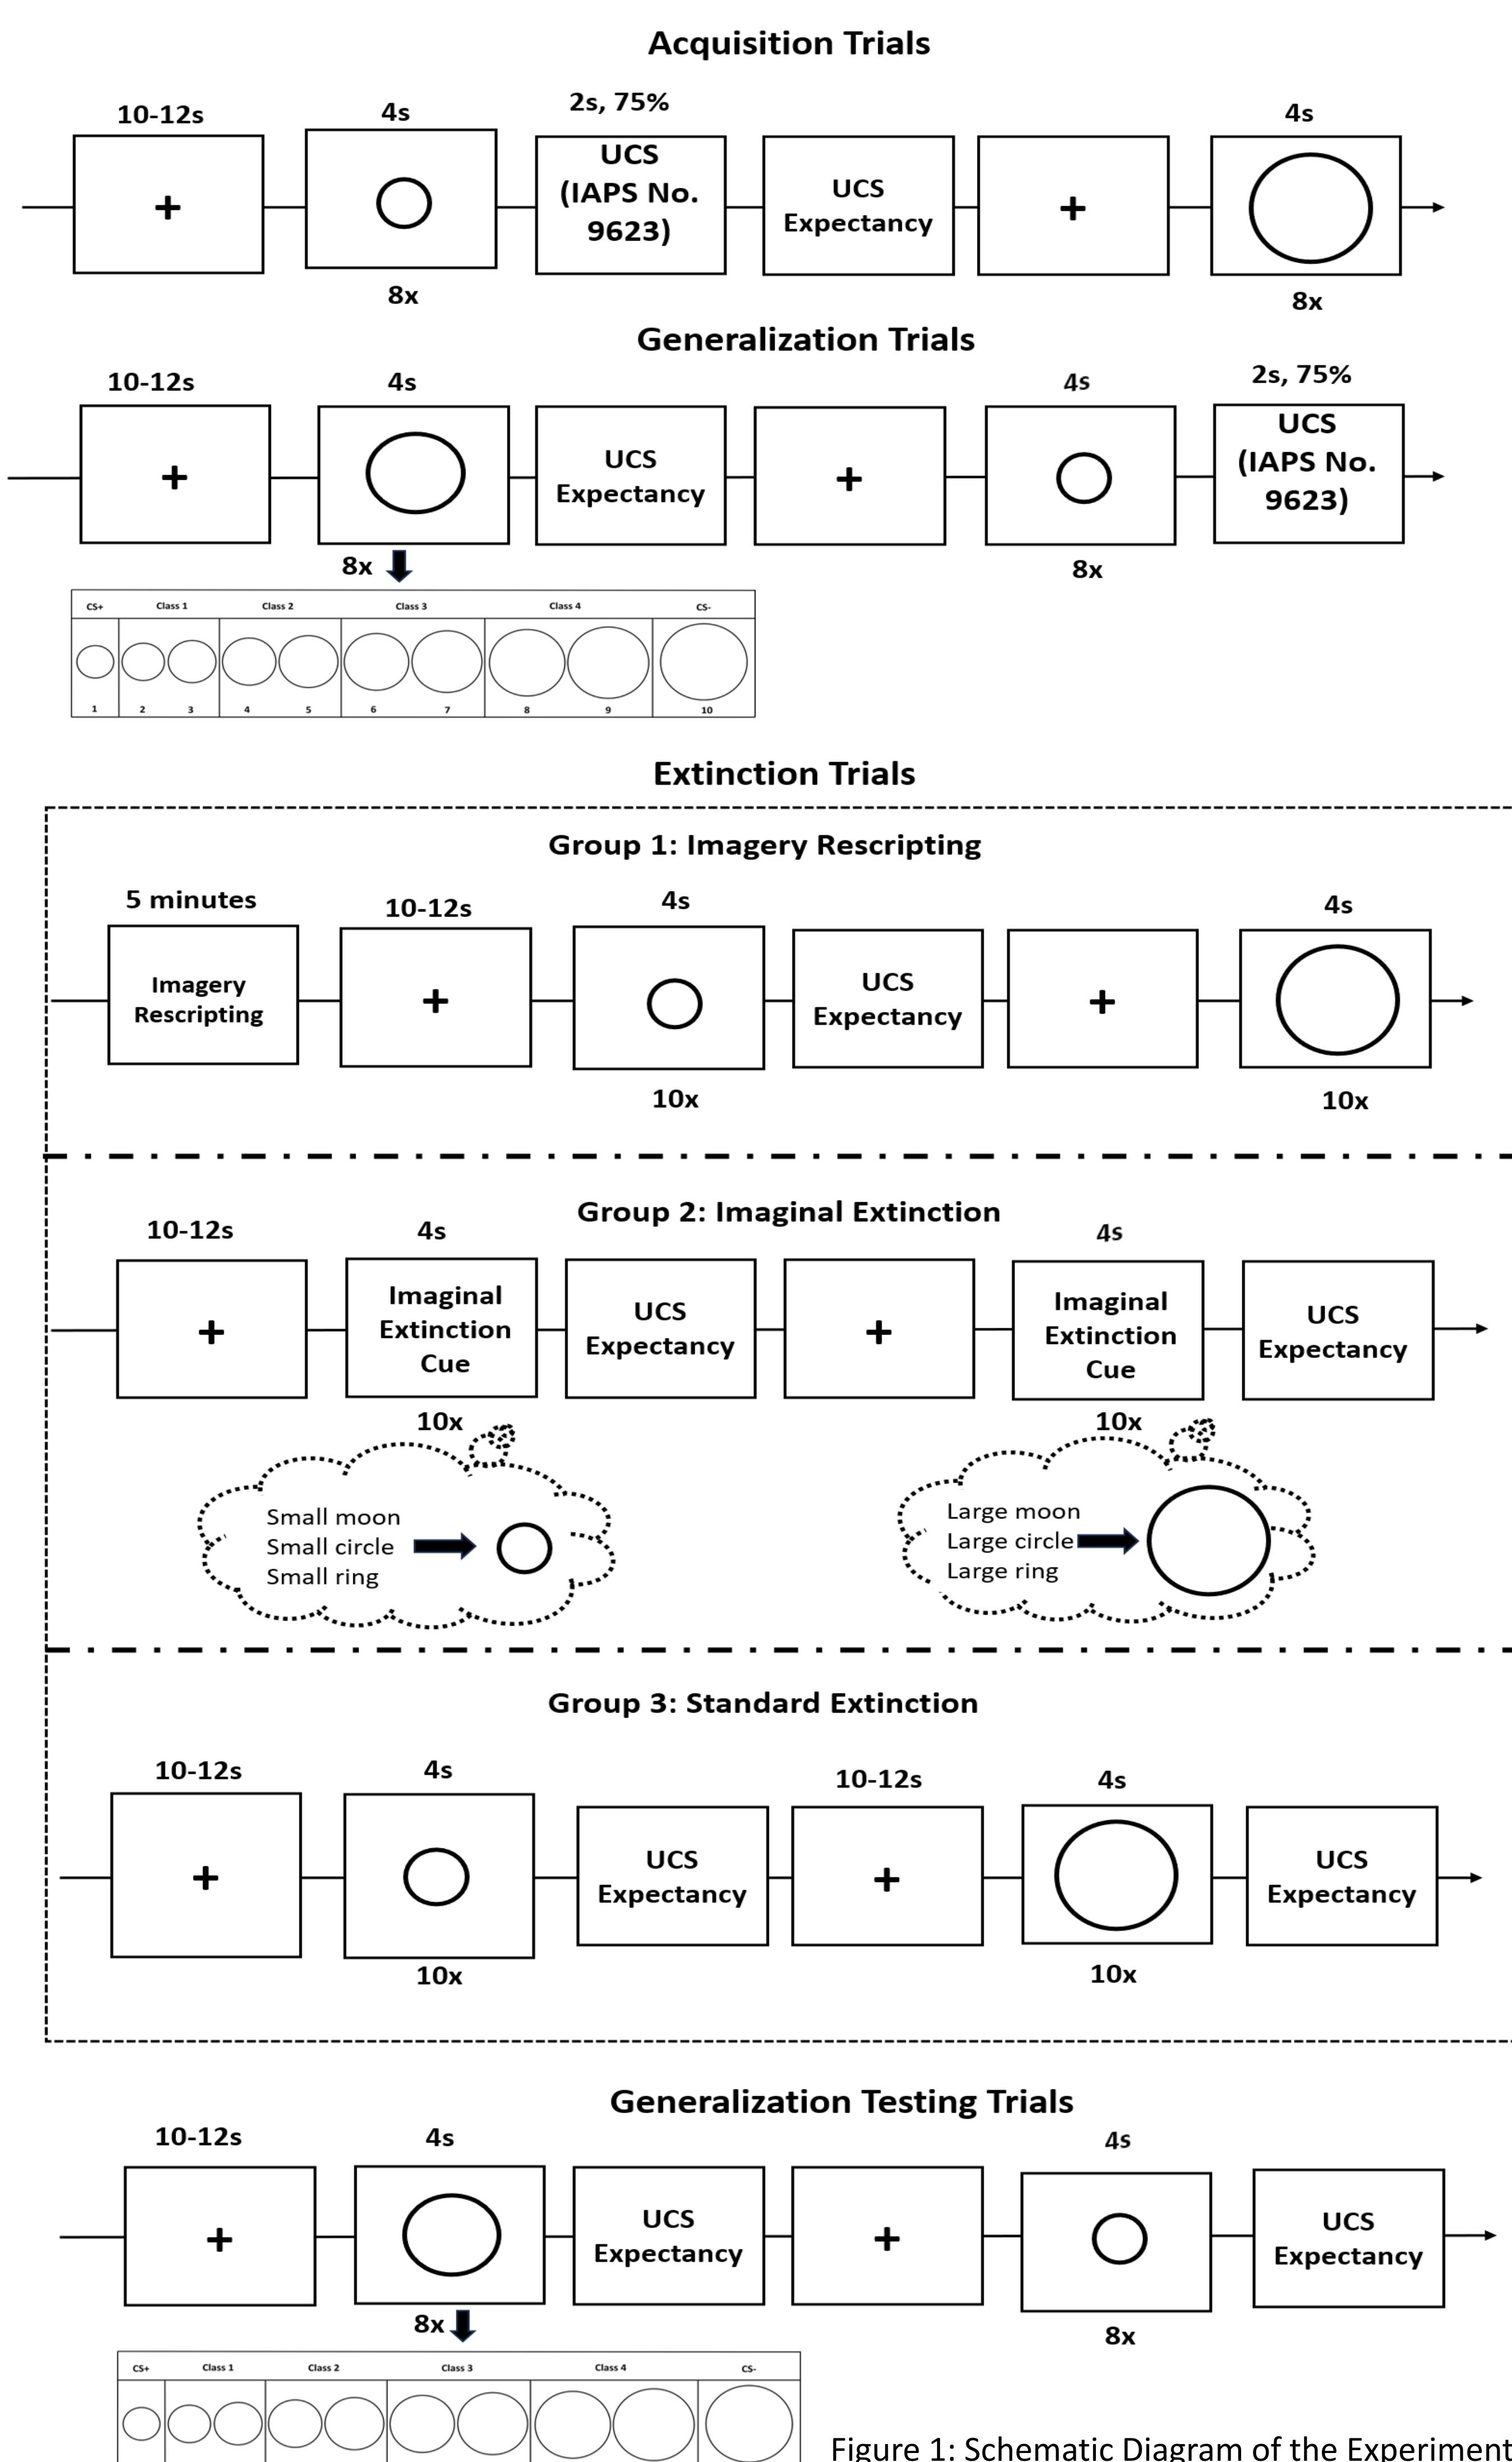 Acquisition Trials
10-12s
4s
2s, 75%
4s
+
UCS
(IAPS No.
9623)
UCS
Expectancy
+
8x
8x
Generalization Trials
10-12s
4s
4s
2s, 75%
+
UCS
Expectancy
+
UCS
(IAPS No.
9623)
8x
8x
CS+ Class 1 Class 2 Class 3 Class 4 CS-
1 2 3 4 5 6 7 8 9 10
Extinction Trials
Group 1: Imagery Rescripting
5 minutes
10-12s
4s
4s
Imagery
Rescripting
+
UCS
Expectancy
+
10x
10x
Group 2: Imaginal Extinction
10-12s
4s
4s
+
Imaginal
Extinction
Cue
UCS
Expectancy
+
Imaginal
Extinction
Cue
UCS
Expectancy
10x
10x
Small moon
Small circle
Small ring
Large moon
Large circle
Large ring
Group 3: Standard Extinction
10-12s
4s
10-12s
4s
+
UCS
Expectancy
+
UCS
Expectancy
10x
10x
Generalization Testing Trials
10-12s
4s
4s
+
UCS
Expectancy
+
UCS
Expectancy
8x
8x
CS+ Class 1 Class 2 Class 3 Class 4 CS-
Figure 1: Schematic Diagram of the Experiment